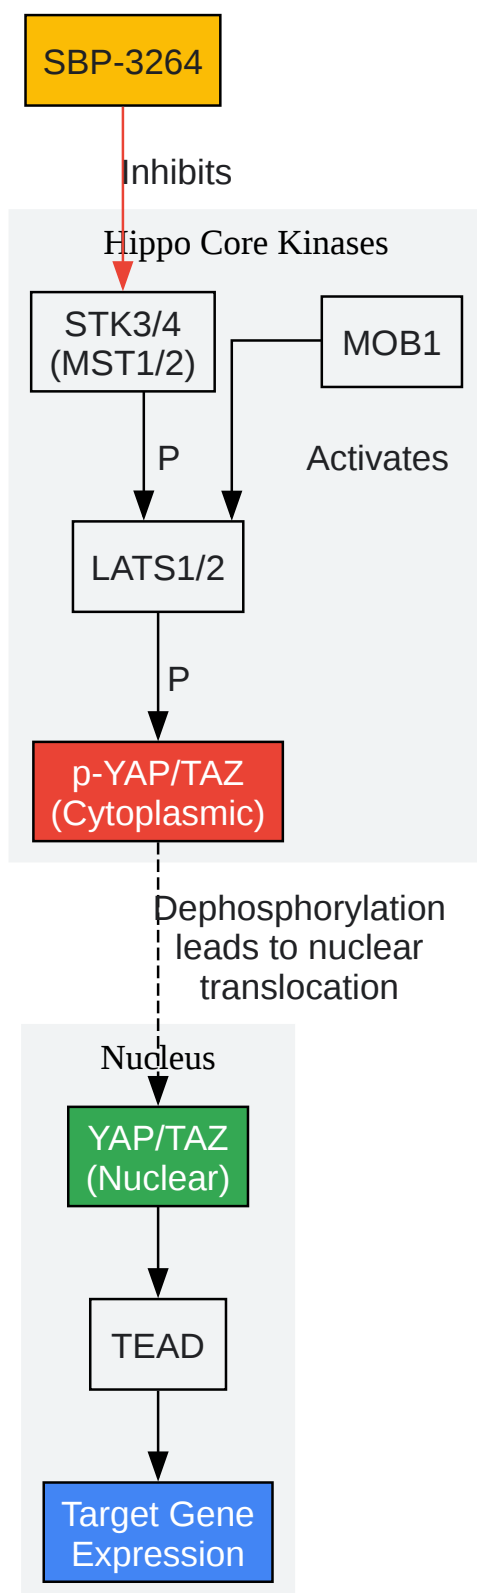 SBP-3264
Inhibits
Hippo Core Kinases
STK3/4
(MST1/2)
MOB1
P
Activates
LATS1/2
P
p-YAP/TAZ
(Cytoplasmic)
Dephosphorylation
leads to nuclear
translocation
Nucleus
YAP/TAZ
(Nuclear)
TEAD
Target Gene
Expression